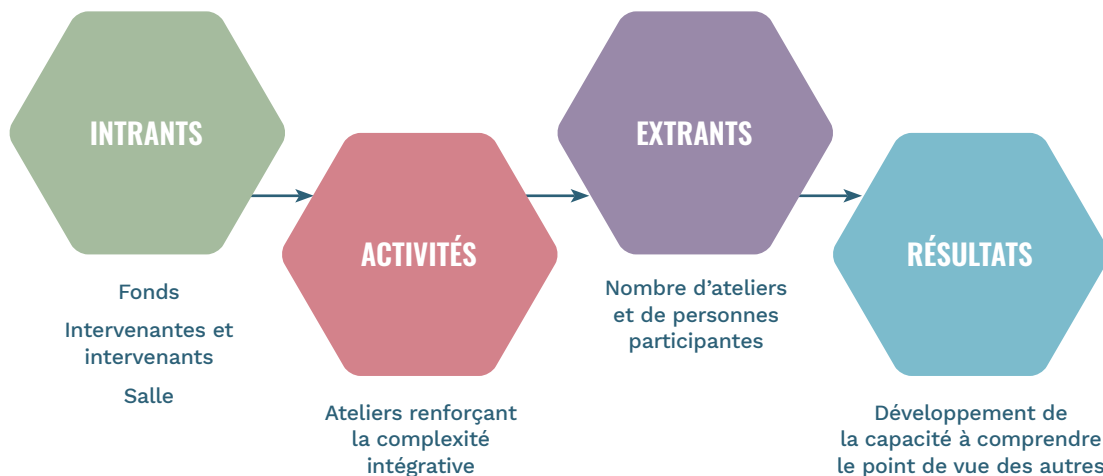 INTRANTS
Fonds
Intervenantes et
intervenants
Salle
ACTIVITÉS
Ateliers renforçant
la complexité
intégrative
EXTRANTS
Nombre d’ateliers
et de personnes
participantes
RÉSULTATS
Développement de
la capacité à comprendre
le point de vue des autres